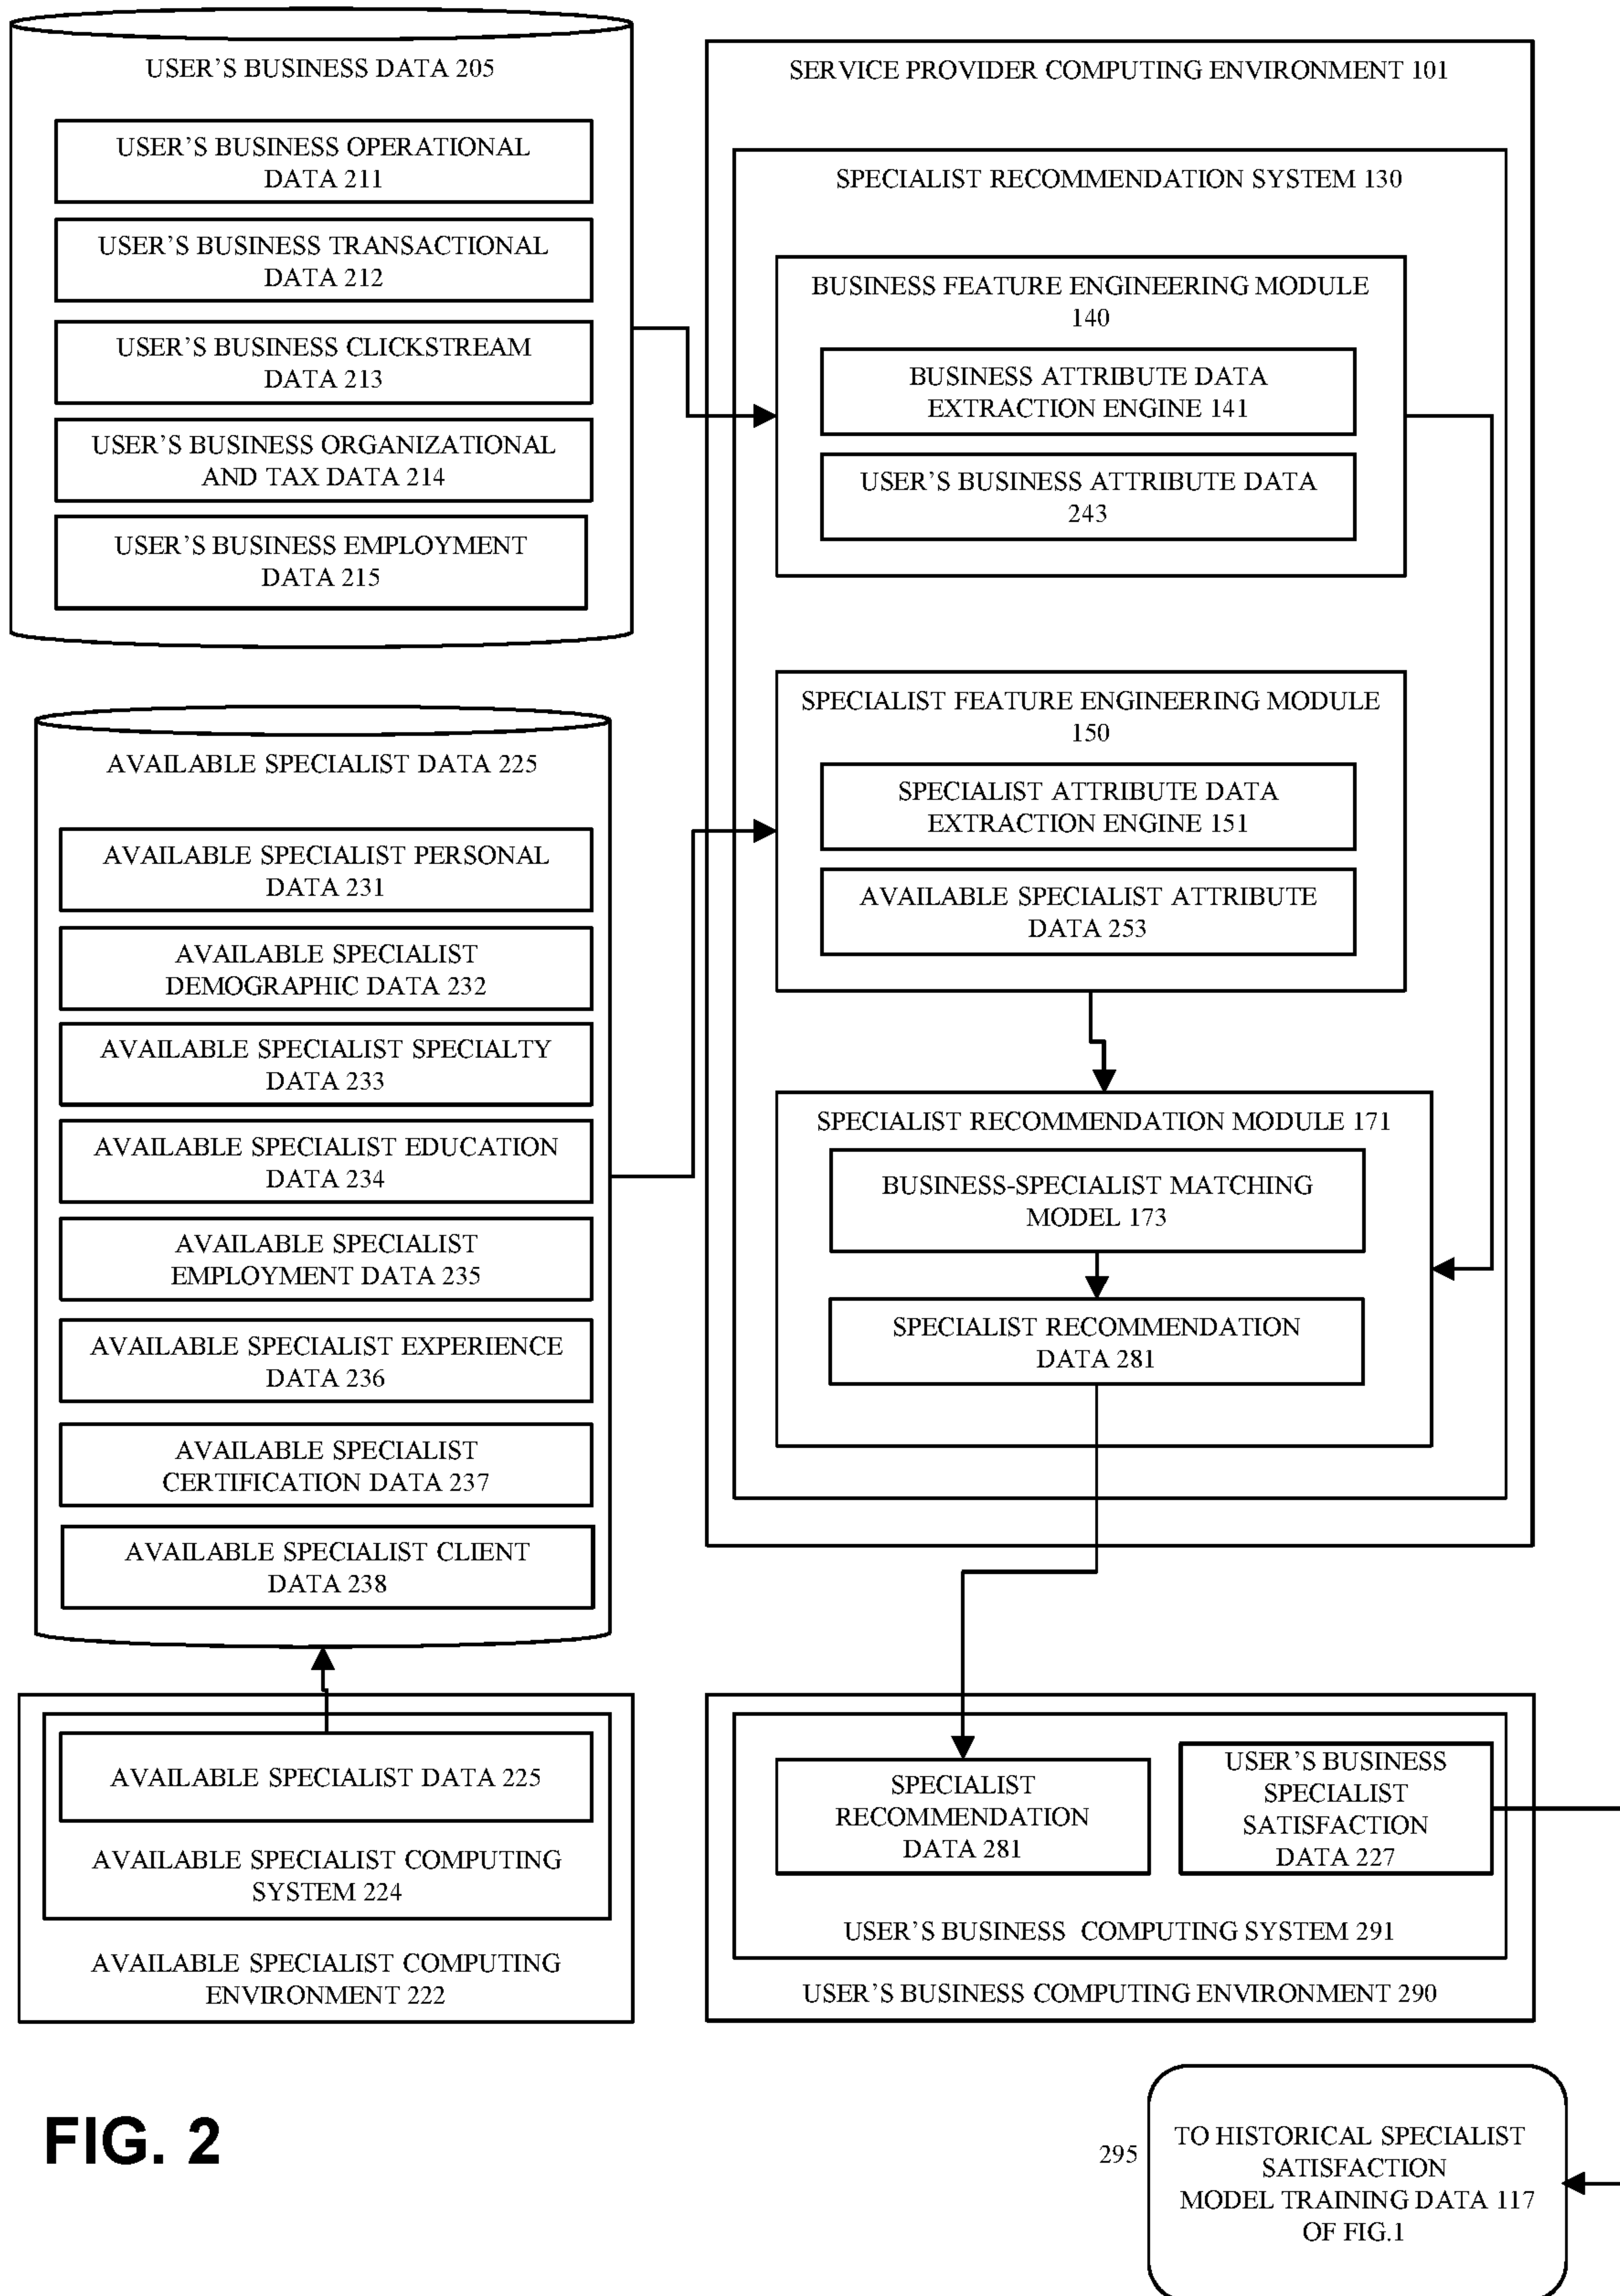 USER'S BUSINESS DATA 205
USER'S BUSINESS OPERATIONAL
DATA 211
USER'S BUSINESS TRANSACTIONAL
DATA 212
USER'S BUSINESS CLICKSTREAM
DATA 213
USER'S BUSINESS ORGANIZATIONAL
AND TAX DATA 214
USER'S BUSINESS EMPLOYMENT
DATA 215
AVAILABLE SPECIALIST DATA 225
AVAILABLE SPECIALIST PERSONAL
DATA 231
AVAILABLE SPECIALIST
DEMOGRAPHIC DATA 232
AVAILABLE SPECIALIST SPECIALTY
DATA 233
AVAILABLE SPECIALIST EDUCATION
DATA 234
AVAILABLE SPECIALIST
EMPLOYMENT DATA 235
AVAILABLE SPECIALIST EXPERIENCE
DATA 236
AVAILABLE SPECIALIST
CERTIFICATION DATA 237
AVAILABLE SPECIALIST CLIENT
DATA 238
AVAILABLE SPECIALIST DATA 225
AVAILABLE SPECIALIST COMPUTING
SYSTEM 224
AVAILABLE SPECIALIST COMPUTING
ENVIRONMENT 222
SERVICE PROVIDER COMPUTING ENVIRONMENT 101
SPECIALIST RECOMMENDATION SYSTEM 130
BUSINESS FEATURE ENGINEERING MODULE
140
BUSINESS ATTRIBUTE DATA
EXTRACTION ENGINE 141
USER'S BUSINESS ATTRIBUTE DATA
243
SPECIALIST FEATURE ENGINEERING MODULE
150
SPECIALIST ATTRIBUTE DATA
EXTRACTION ENGINE 151
AVAILABLE SPECIALIST ATTRIBUTE
DATA 253
SPECIALIST RECOMMENDATION MODULE 171
BUSINESS-SPECIALIST MATCHING
MODEL 173
SPECIALIST RECOMMENDATION
DATA 281
SPECIALIST
RECOMMENDATION
DATA 281
USER'S BUSINESS
SPECIALIST
SATISFACTION
DATA 227
USER'S BUSINESS COMPUTING SYSTEM 291
USER'S BUSINESS COMPUTING ENVIRONMENT 290
FIG. 2
295
TO HISTORICAL SPECIALIST
SATISFACTION
MODEL TRAINING DATA 117
OF FIG.1